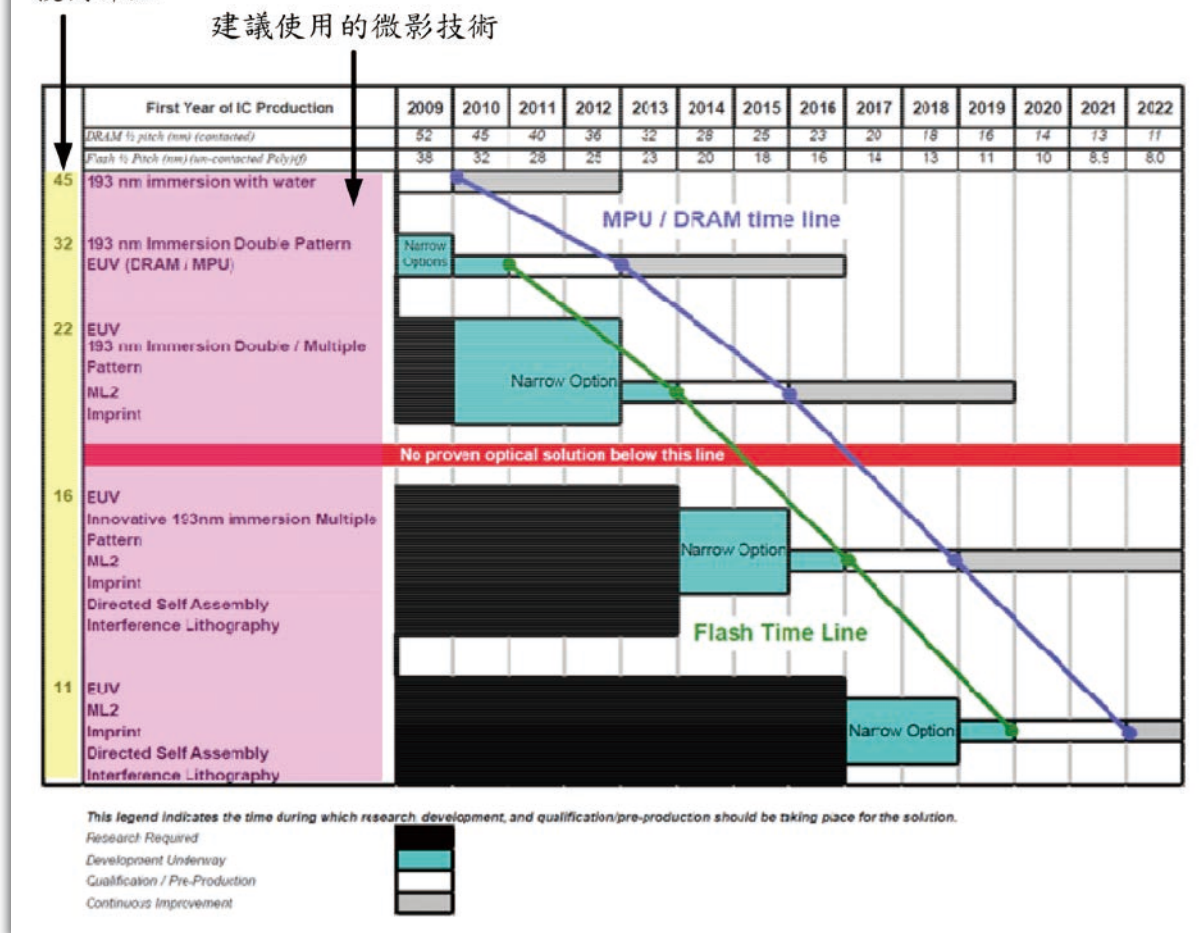 建議使用的微影技術
First Year of IC Production 2009 2010 2011 2012 2013 2014 2015 2016 2017 2018 2019 2020 2021 2022
DRAM ½ pitch (nm) (contacted) 52 45 40 36 32 28 25 23 20 18 16 14 13 11
Flash ½ Pitch (nm) (un-contacted Poly)(f) 38 32 28 25 23 20 18 16 14 13 11 10 8.9 8.0
45 193 nm immersion with water
MPU / DRAM time line
32 193 nm Immersion Double Pattern
EUV (DRAM / MPU)
Narrow
Options
22 EUV
193 nm Immersion Double / Multiple
Pattern
ML2
Imprint
Narrow Option
No proven optical solution below this line
16 EUV
Innovative 193nm immersion Multiple
Pattern
ML2
Imprint
Directed Self Assembly
Interference Lithography
Narrow Option
Flash Time Line
11 EUV
ML2
Imprint
Directed Self Assembly
Interference Lithography
Narrow Option
This legend indicates the time during which research, development, and qualification/pre-production should be taking place for the solution.
Research Required
Development Underway
Qualification / Pre-Production
Continuous Improvement